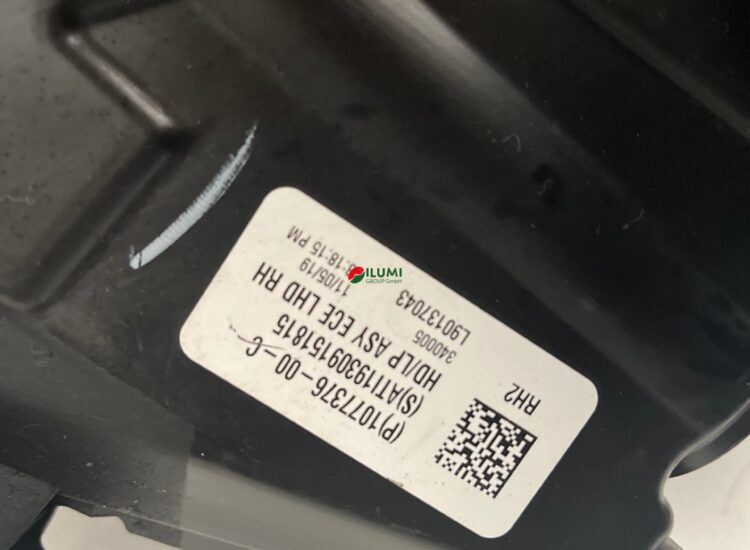 (P)1077376-00-C
(S)ATI19309151815
HD/LP ASY ECE LHD RH
340005
L90137043
11/05/19
:18:15 PM
RH2
ILUMI
GROUP GmbH